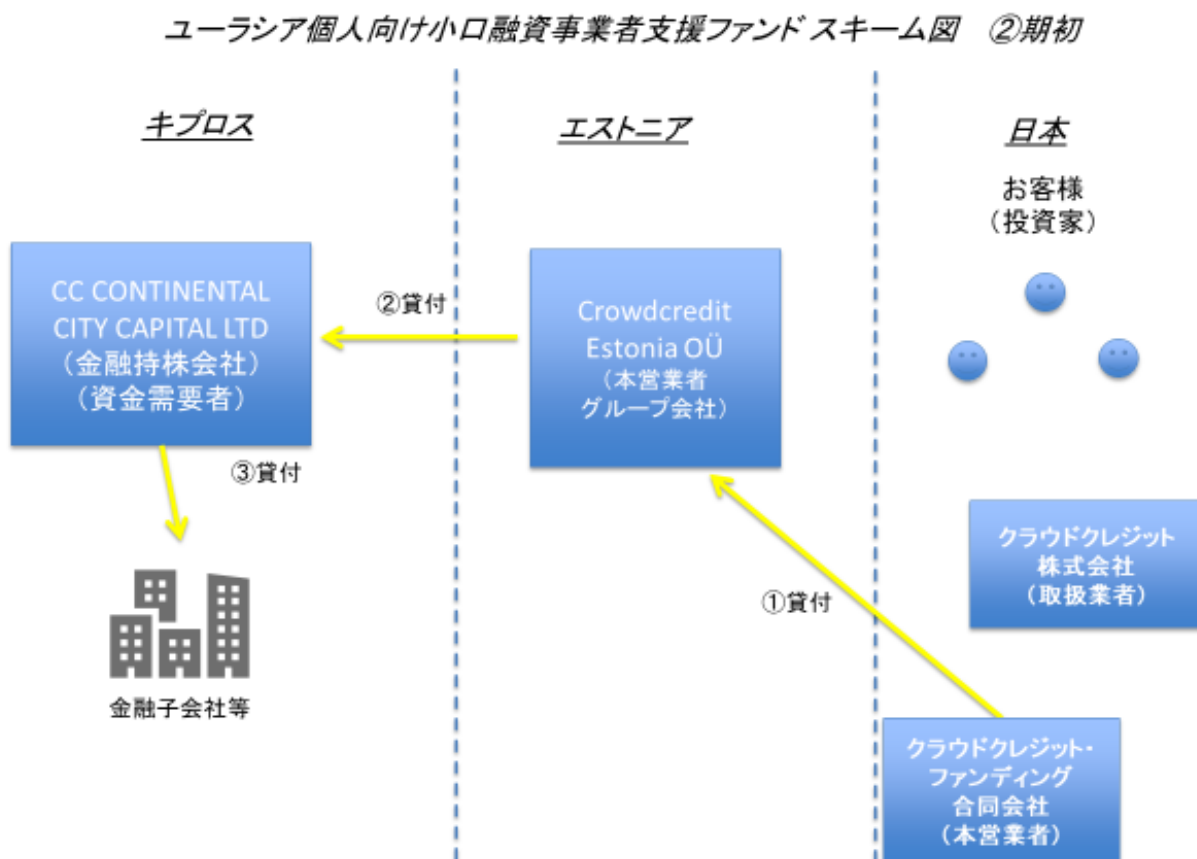 ユーラシア個人向け小口融資事業者支援ファンド スキーム図　②期初
キプロス
エストニア
日本
お客様
（投資家）
CC CONTINENTAL
CITY CAPITAL LTD
（金融持株会社）
（資金需要者）
②貸付
Crowdcredit
Estonia OÜ
（本営業者
グループ会社）
③貸付
クラウドクレジット
株式会社
（取扱業者）
①貸付
金融子会社等
クラウドクレジット・
ファンディング
合同会社
（本営業者）